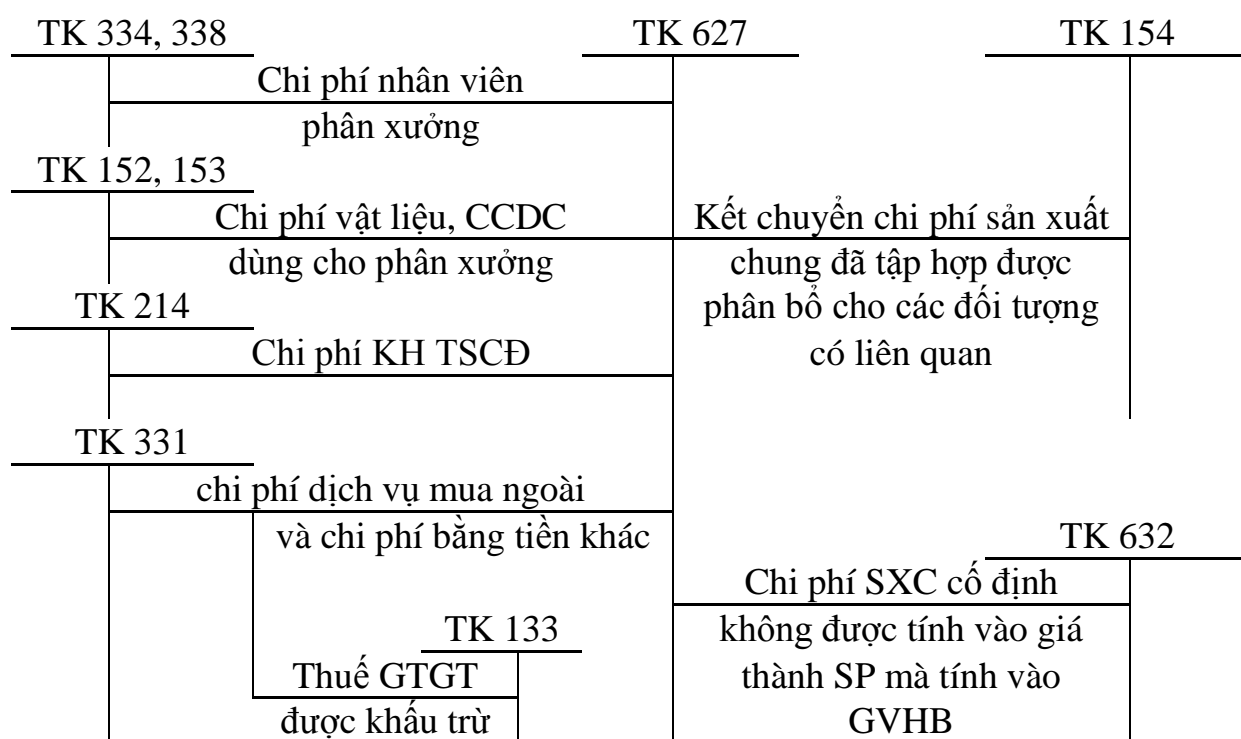 TK 334, 338
TK 627
TK 154
Chi phí nhân viên
phân xưởng
TK 152, 153
Chi phí vật liệu, CCDC
dùng cho phân xưởng
Kết chuyển chi phí sản xuất
chung đã tập hợp được
phân bổ cho các đối tượng
có liên quan
TK 214
Chi phí KH TSCĐ
TK 331
chi phí dịch vụ mua ngoài
và chi phí bằng tiền khác
TK 632
Chi phí SXC cố định
không được tính vào giá
thành SP mà tính vào
GVHB
TK 133
Thuế GTGT
được khấu trừ